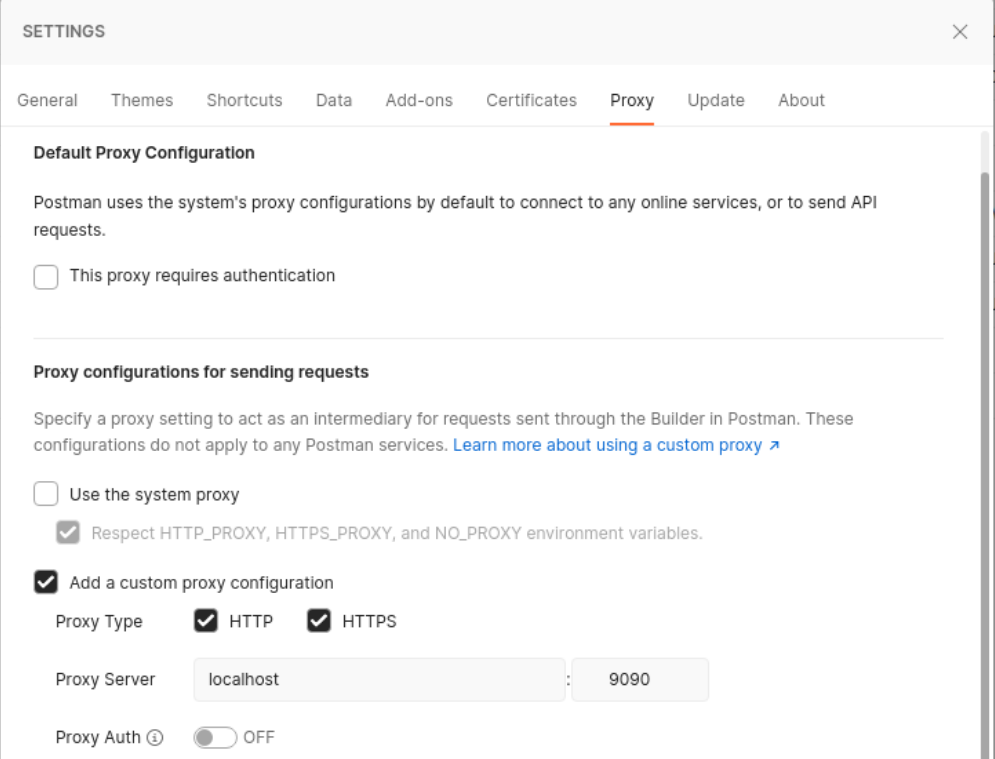 SETTINGS
General Themes Shortcuts Data Add-ons Certificates Proxy Update About
Default Proxy Configuration
Postman uses the system's proxy configurations by default to connect to any online services, or to send API
requests.
This proxy requires authentication
Proxy configurations for sending requests
Specify a proxy setting to act as an intermediary for requests sent through the Builder in Postman. These
configurations do not apply to any Postman services. Learn more about using a custom proxy ↗
Use the system proxy
Respect HTTP_PROXY, HTTPS_PROXY, and NO_PROXY environment variables.
Add a custom proxy configuration
Proxy Type HTTP HTTPS
Proxy Server localhost : 9090
Proxy Auth OFF